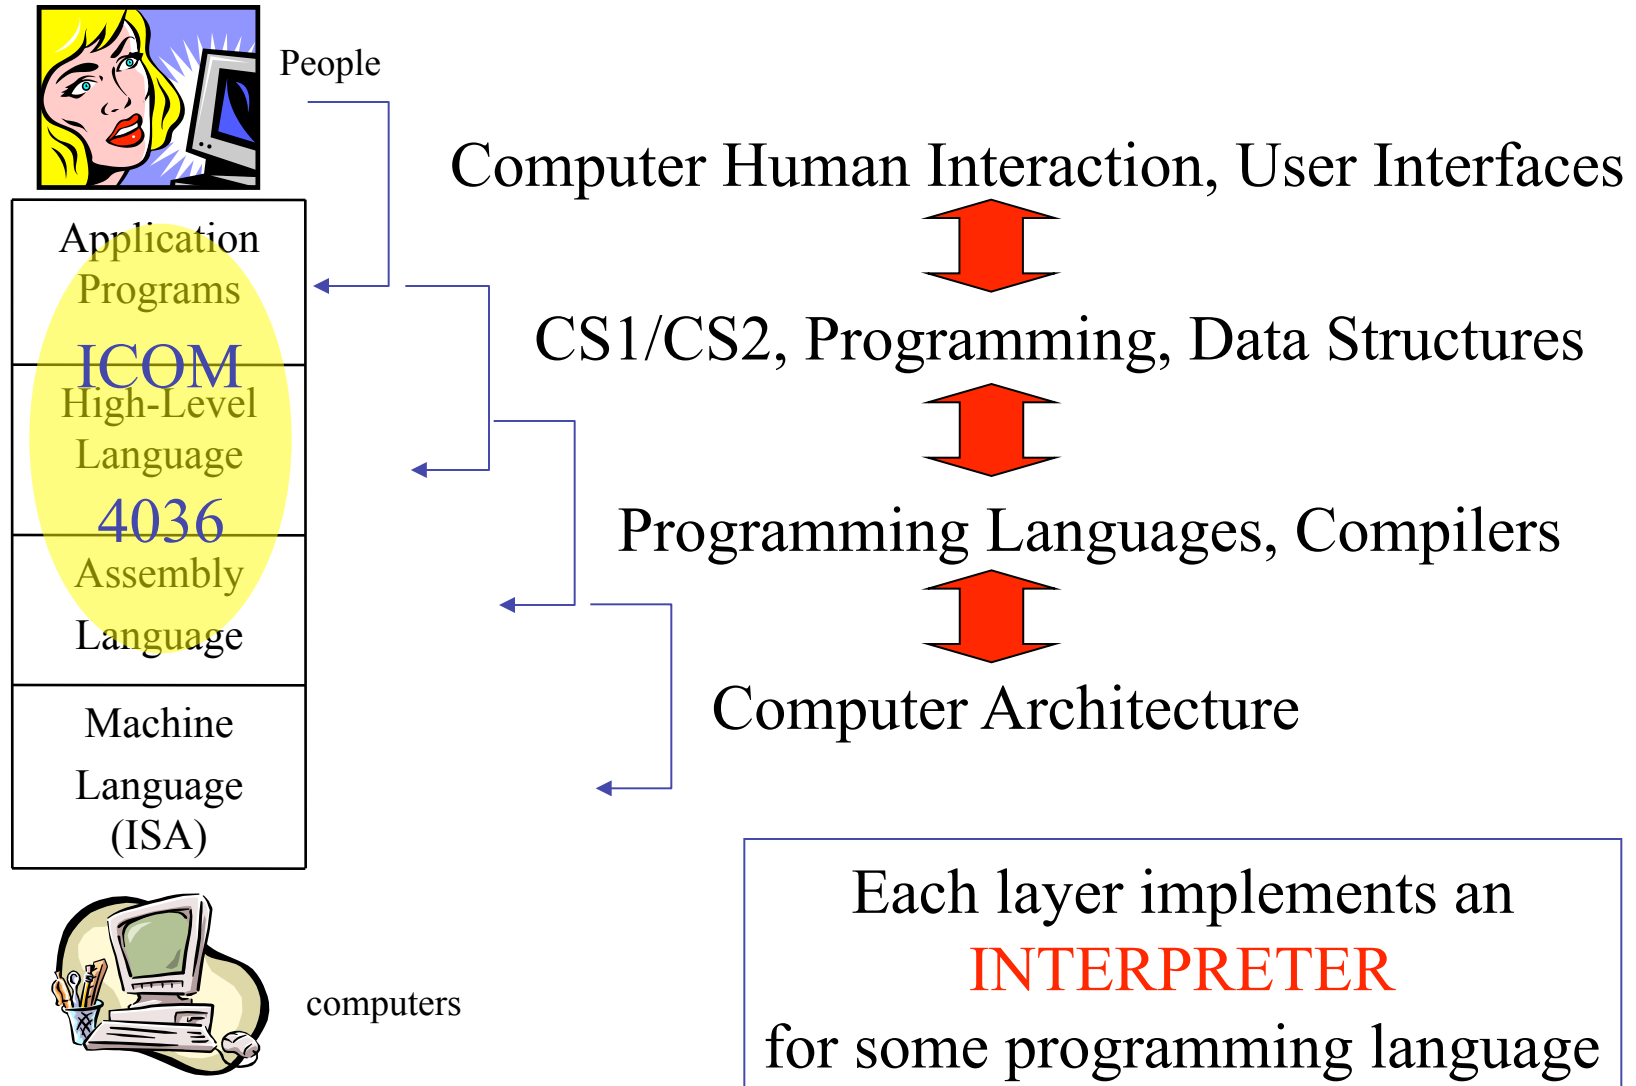 People
Computer Human Interaction, User Interfaces
Application
Programs
ICOM
High-Level
Language
4036
Assembly
Language
Machine
Language
(ISA)
CS1/CS2, Programming, Data Structures
Programming Languages, Compilers
Computer Architecture
computers
Each layer implements an
INTERPRETER
for some programming language